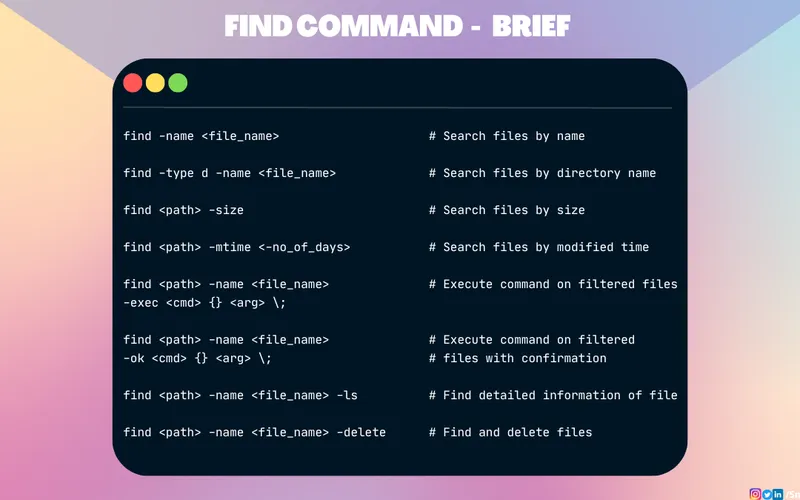 FIND COMMAND - BRIEF
find -name <file_name> # Search files by name
find -type d -name <file_name> # Search files by directory name
find <path> -size # Search files by size
find <path> -mtime <-no_of_days> # Search files by modified time
find <path> -name <file_name> # Execute command on filtered files
-exec <cmd> {} <arg> \;
find <path> -name <file_name> # Execute command on filtered
-ok <cmd> {} <arg> \; # files with confirmation
find <path> -name <file_name> -ls # Find detailed information of file
find <path> -name <file_name> -delete # Find and delete files